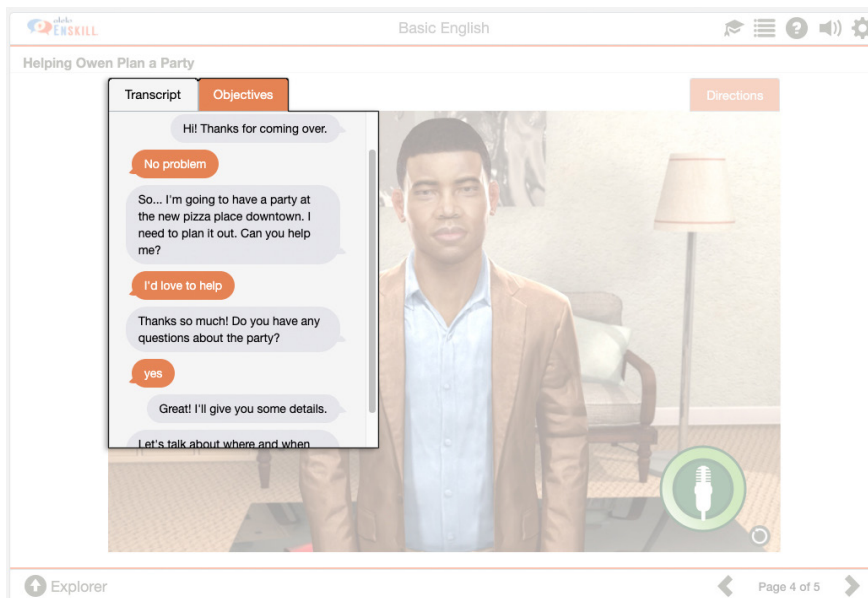 alelo
ENSKILL
Basic English
Helping Owen Plan a Party
Transcript
Objectives
Directions
Hi! Thanks for coming over.
No problem
So... I'm going to have a party at
the new pizza place downtown. I
need to plan it out. Can you help
me?
I'd love to help
Thanks so much! Do you have any
questions about the party?
yes
Great! I'll give you some details.
Let's talk about where and when
Explorer
Page 4 of 5